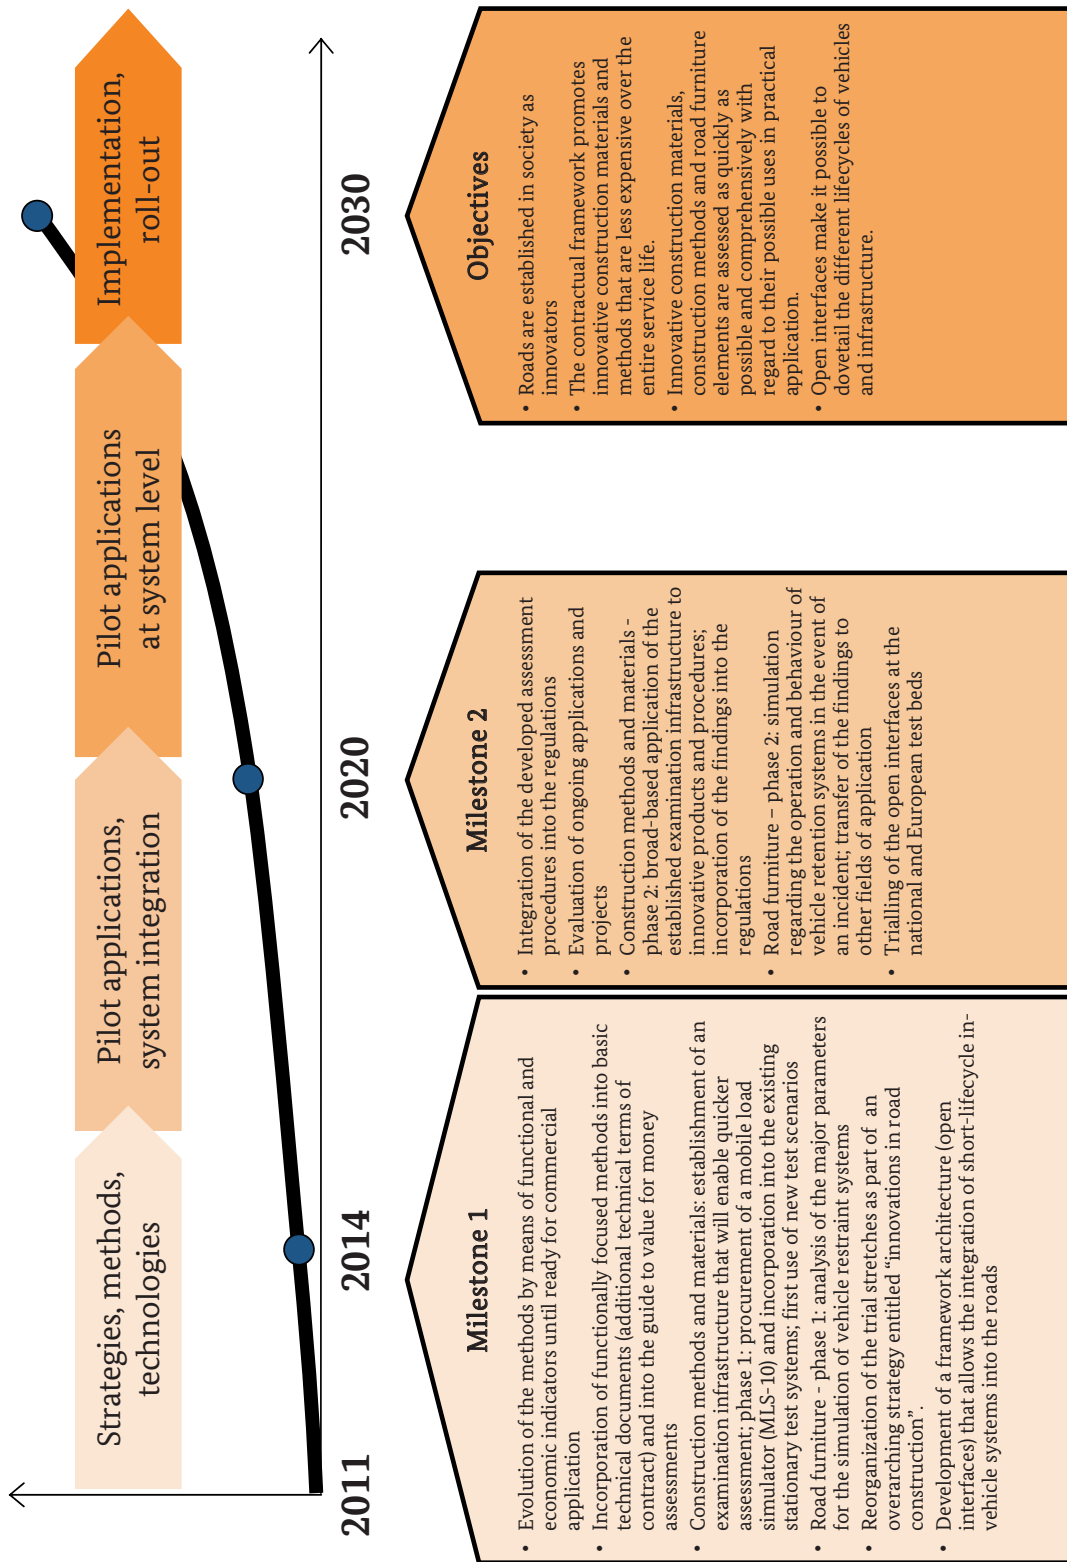 Strategies, methods,
technologies
Pilot applications,
system integration
Pilot applications
at system level
Implementation,
roll-out
2011
2014
2020
2030
Milestone 1
• Evolution of the methods by means of functional and
economic indicators until ready for commercial
application
• Incorporation of functionally focused methods into basic
technical documents (additional technical terms of
contract) and into the guide to value for money
assessments
• Construction methods and materials: establishment of an
examination infrastructure that will enable quicker
assessment; phase 1: procurement of a mobile load
simulator (MLS-10) and incorporation into the existing
stationary test systems; first use of new test scenarios
• Road furniture - phase 1: analysis of the major parameters
for the simulation of vehicle restraint systems
• Reorganization of the trial stretches as part of an
overarching strategy entitled “innovations in road
construction”.
• Development of a framework architecture (open
interfaces) that allows the integration of short-lifecycle in-
vehicle systems into the roads
Milestone 2
• Integration of the developed assessment
procedures into the regulations
• Evaluation of ongoing applications and
projects
• Construction methods and materials -
phase 2: broad-based application of the
established examination infrastructure to
innovative products and procedures;
incorporation of the findings into the
regulations
• Road furniture – phase 2: simulation
regarding the operation and behaviour of
vehicle retention systems in the event of
an incident; transfer of the findings to
other fields of application
• Trialling of the open interfaces at the
national and European test beds
Objectives
• Roads are established in society as
innovators
• The contractual framework promotes
innovative construction materials and
methods that are less expensive over the
entire service life.
• Innovative construction materials,
construction methods and road furniture
elements are assessed as quickly as
possible and comprehensively with
regard to their possible uses in practical
application.
• Open interfaces make it possible to
dovetail the different lifecycles of vehicles
and infrastructure.